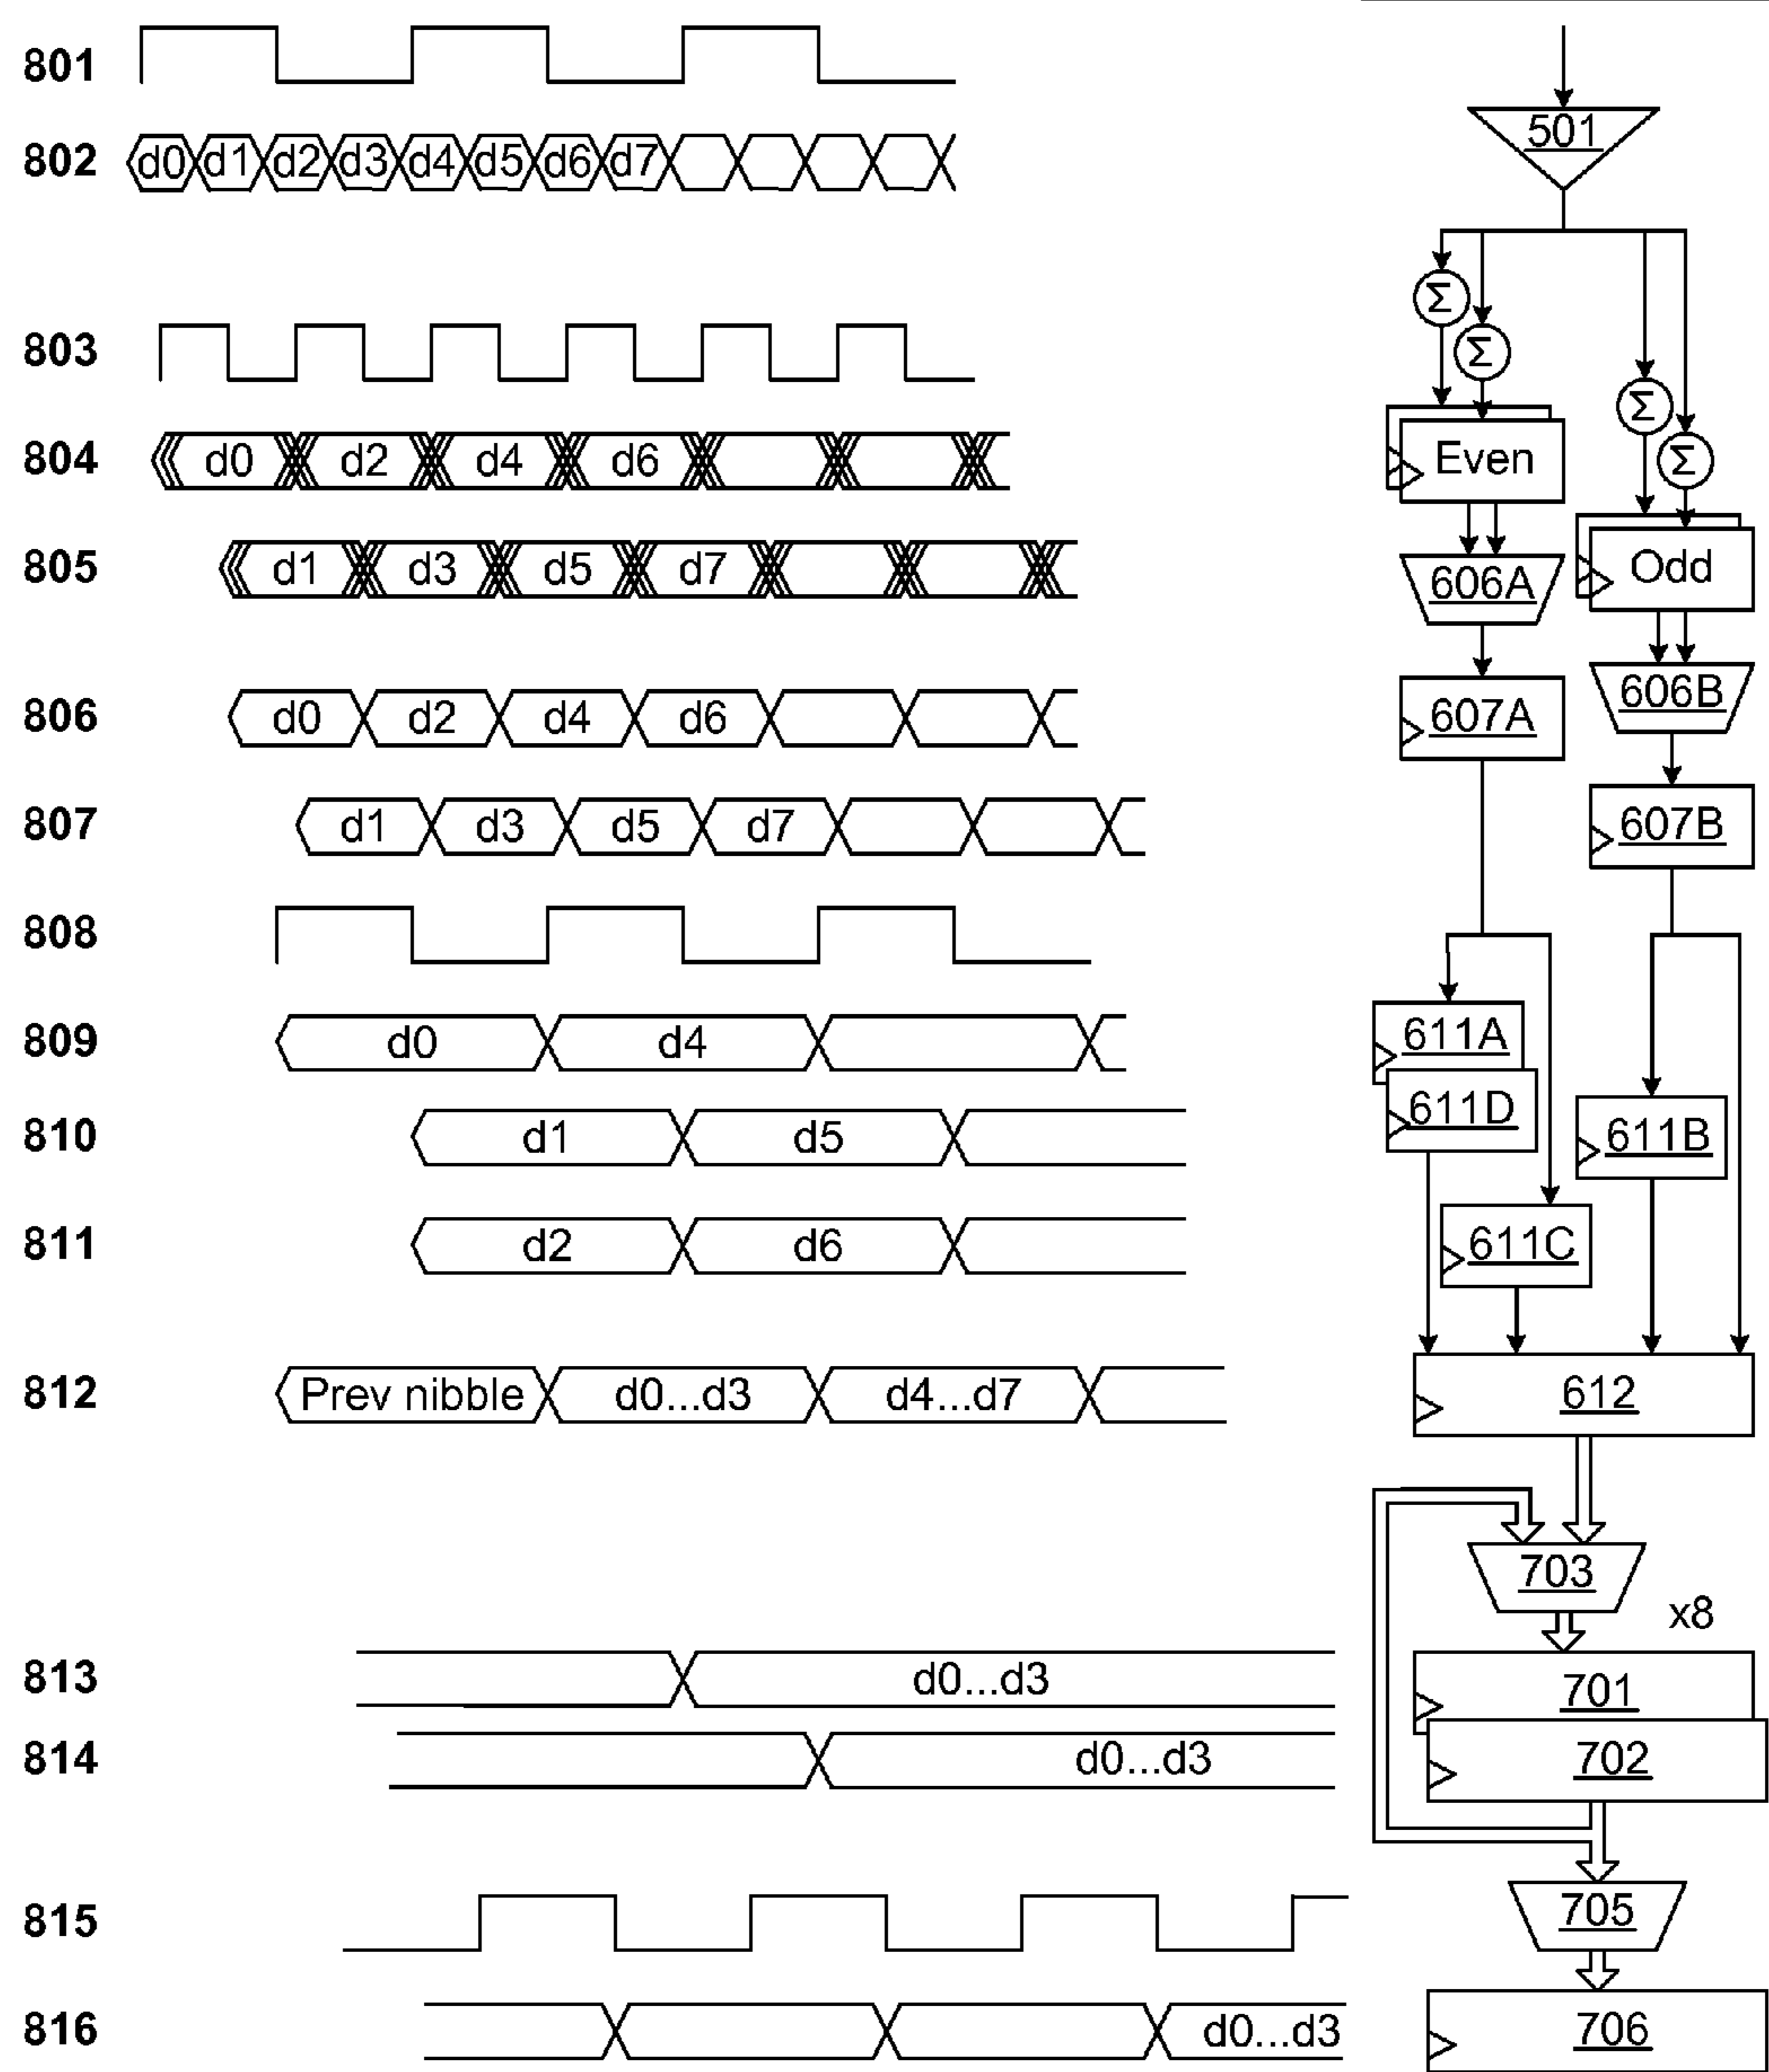 801
802 d0 d1 d2 d3 d4 d5 d6 d7
501
Σ
Σ
803
Σ
804 d0 d2 d4 d6
Even
Σ
805 d1 d3 d5 d7
606A
Odd
806 d0 d2 d4 d6
607A
606B
807 d1 d3 d5 d7
607B
808
809 d0 d4
611A
810 d1 d5
611D
611B
811 d2 d6
611C
812 Prev nibble d0...d3 d4...d7
612
703
x8
813 d0...d3
701
814 d0...d3
702
815
705
816 d0...d3
706